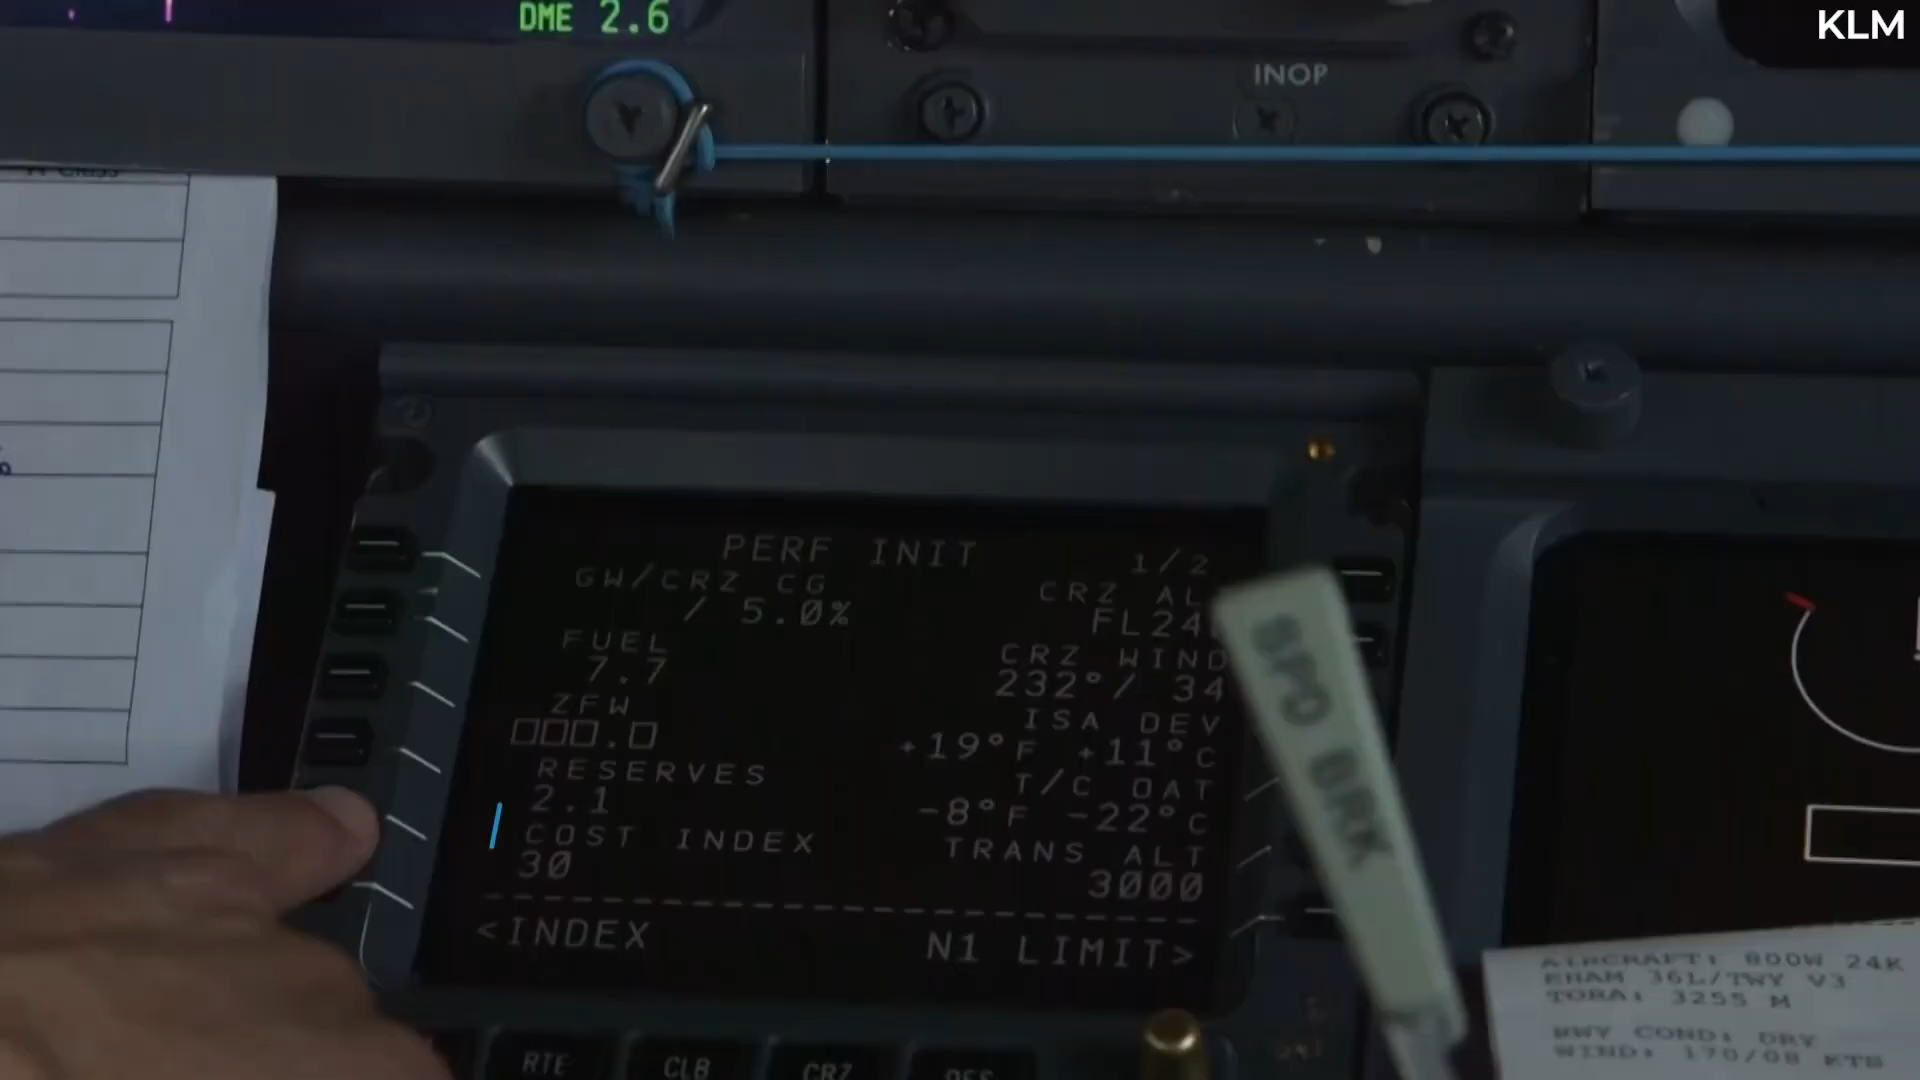 DME 2.6
KLM
INOP
PERF INIT 1/2
GW/CRZ CG
/ 5.0%
CRZ AL
FL24
FUEL
7.7
CRZ WIND
232°/ 34
ZFW
□□□.□
ISA DEV
+19°F +11°C
RESERVES
2.1
T/C OAT
-8°F -22°C
COST INDEX
30
TRANS ALT
3000
<INDEX
N1 LIMIT>
SPD BRK
RTE
CLB
CRZ
DES
AIRCRAFT: 800W 24K
EHAM 36L/TWY V3
TORA: 3255 M
RWY COND: DRY
WIND: 170/08 KTS